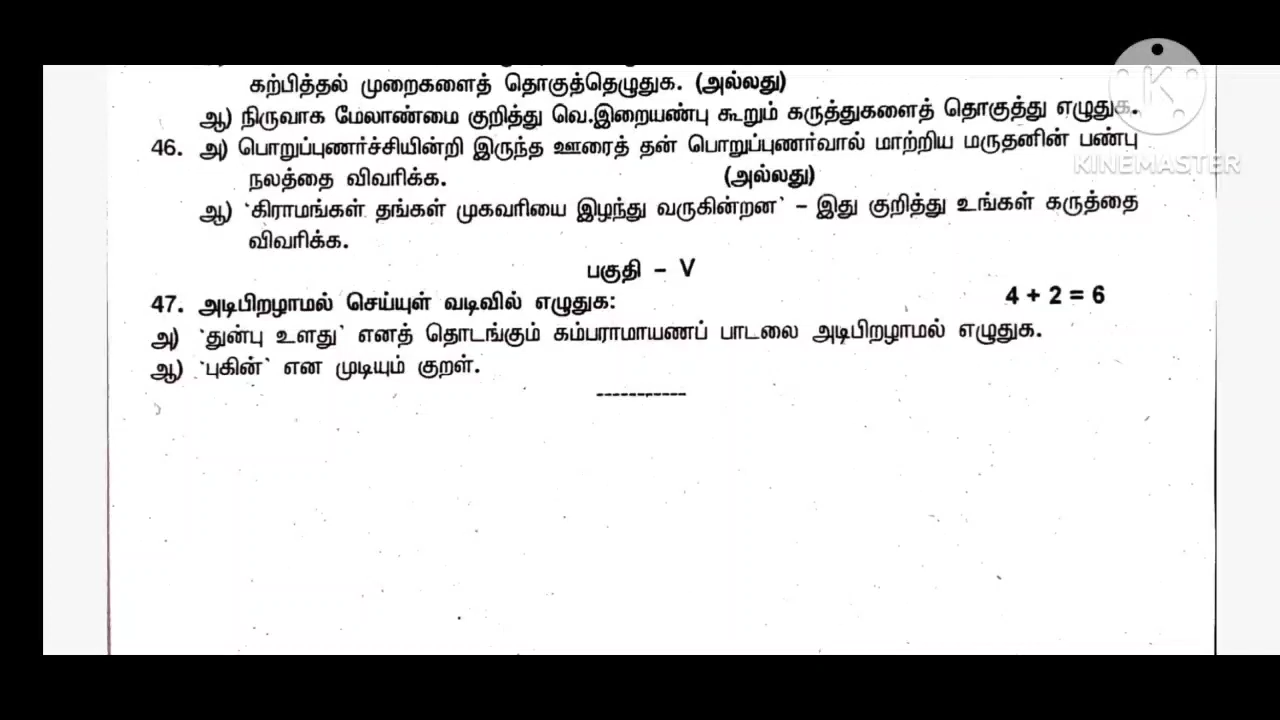 கற்பித்தல் முறைகளைத் தொகுத்தெழுதுக. (அல்லது)
ஆ) நிருவாக மேலாண்மை குறித்து வெ.இறையண்பு கூறும் கருத்துகளைத் தொகுத்து எழுதுக.
46. அ) பொறுப்புணர்ச்சியின்றி இருந்த ஊரைத் தன் பொறுப்புணர்வால் மாற்றிய மருதனின் பண்பு
நலத்தை விவரிக்க. (அல்லது)
KINEMASTER
ஆ) 'கிராமங்கள் தங்கள் முகவரியை இழந்து வருகின்றன' – இது குறித்து உங்கள் கருத்தை
விவரிக்க.
பகுதி – V
47. அடிபிறழாமல் செய்யுள் வடிவில் எழுதுக: 4 + 2 = 6
அ) 'துன்பு உளது' எனத் தொடங்கும் கம்பராமாயணப் பாடலை அடிபிறழாமல் எழுதுக.
ஆ) 'புகின்' என முடியும் குறள்.
-----------